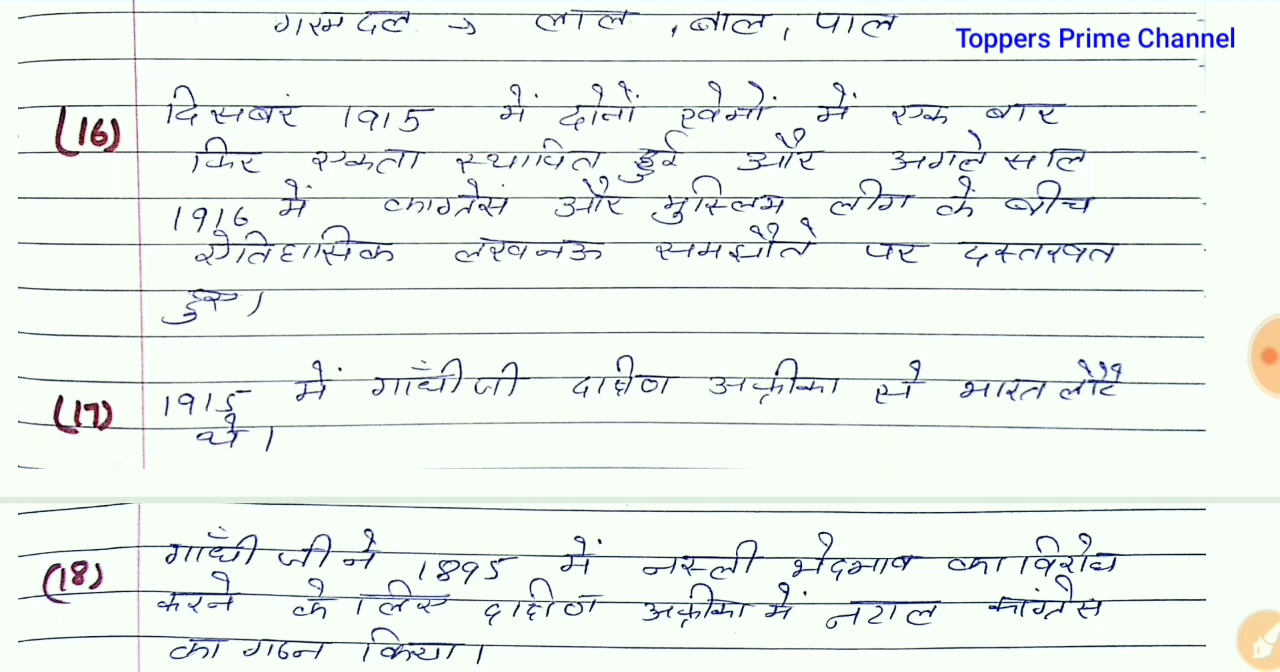 गरम दल → लाल, बाल, पाल
Toppers Prime Channel
(16) दिसबरं 1915 में दोनों खेमों में एक बार
फिर एकता स्थापित हुई और अगले साल
1916 में कांग्रेस और मुस्लिम लीग के बीच
ऐतिहासिक लखनऊ समझौते पर दस्तखत
हुए।
(17) 1915 में गाँधी जी दक्षिण अफ्रीका से भारत लौटे
थे।
(18) गाँधी जी ने 1895 में नस्ली भेदभाव का विरोध
करने के लिए दक्षिण अफ्रीका में नटाल कांग्रेस
का गठन किया।